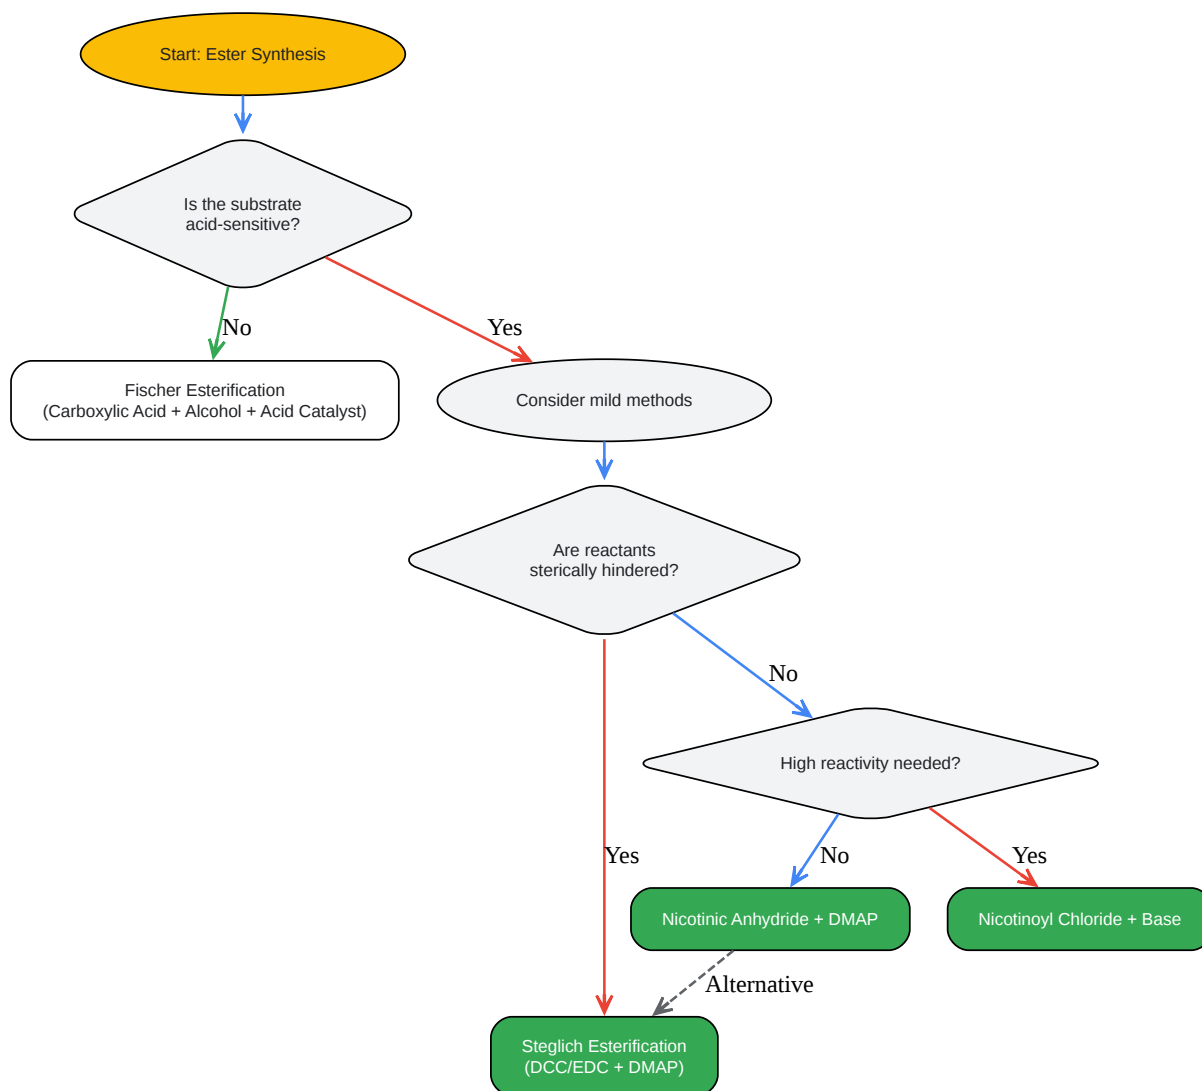 Start: Ester Synthesis
Is the substrate
acid-sensitive?
No
Yes
Fischer Esterification
(Carboxylic Acid + Alcohol + Acid Catalyst)
Consider mild methods
Are reactants
sterically hindered?
No
High reactivity needed?
Yes
No
Yes
Nicotinic Anhydride + DMAP
Nicotinoyl Chloride + Base
Alternative
Steglich Esterification
(DCC/EDC + DMAP)